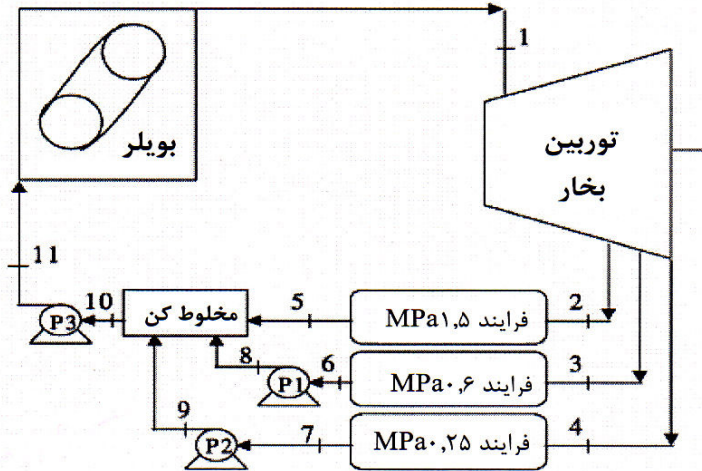 1
بویلر
توربین
بخار
11
10
P3
مخلوط کن
5
فرایند MPa۱,۵
2
8
P1
6
فرایند MPa۰,۶
3
9
P2
7
فرایند MPa۰,۲۵
4